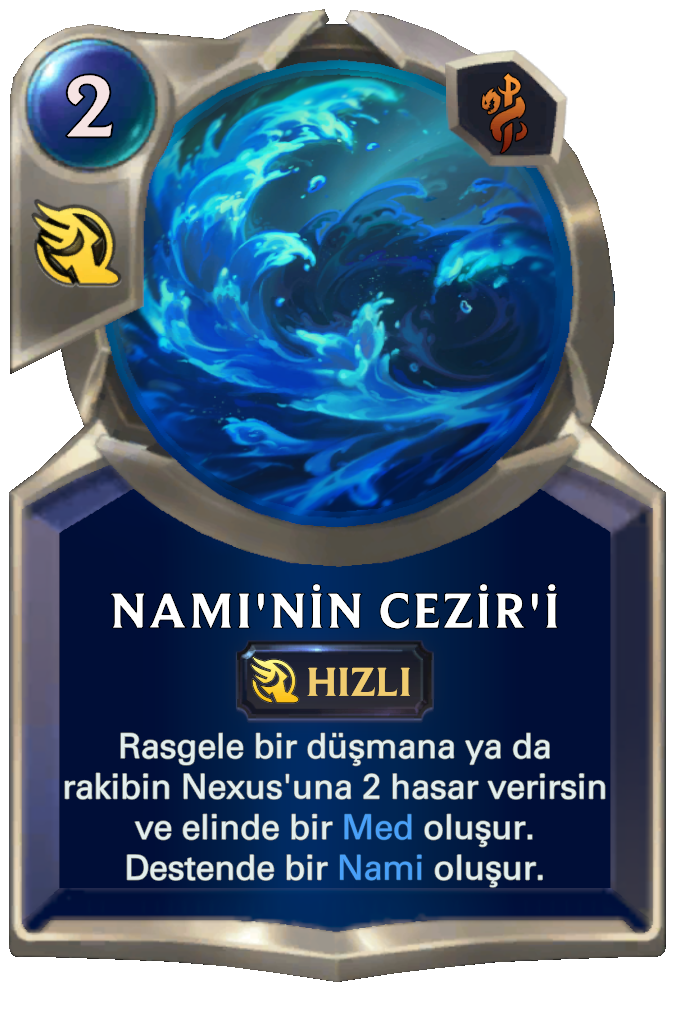 2
NAMI'NİN CEZİR'İ
HIZLI
Rasgele bir düşmana ya da
rakibin Nexus'una 2 hasar verirsin
ve elinde bir Med oluşur.
Destende bir Nami oluşur.